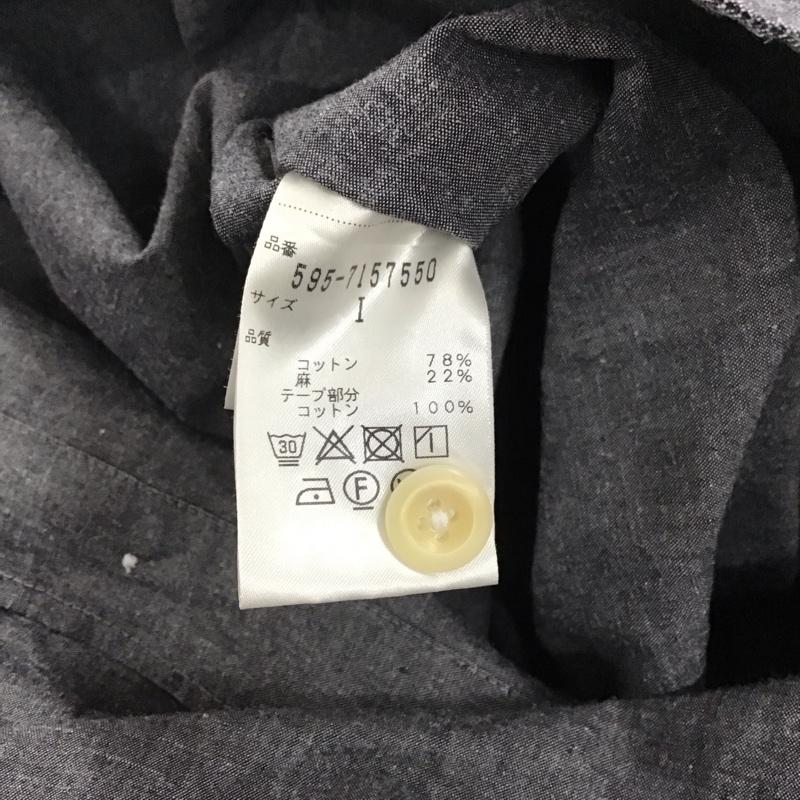 品番
595-7157550
サイズ
I
品質
コットン 78%
麻 22%
テープ部分
コットン 100%
30
F